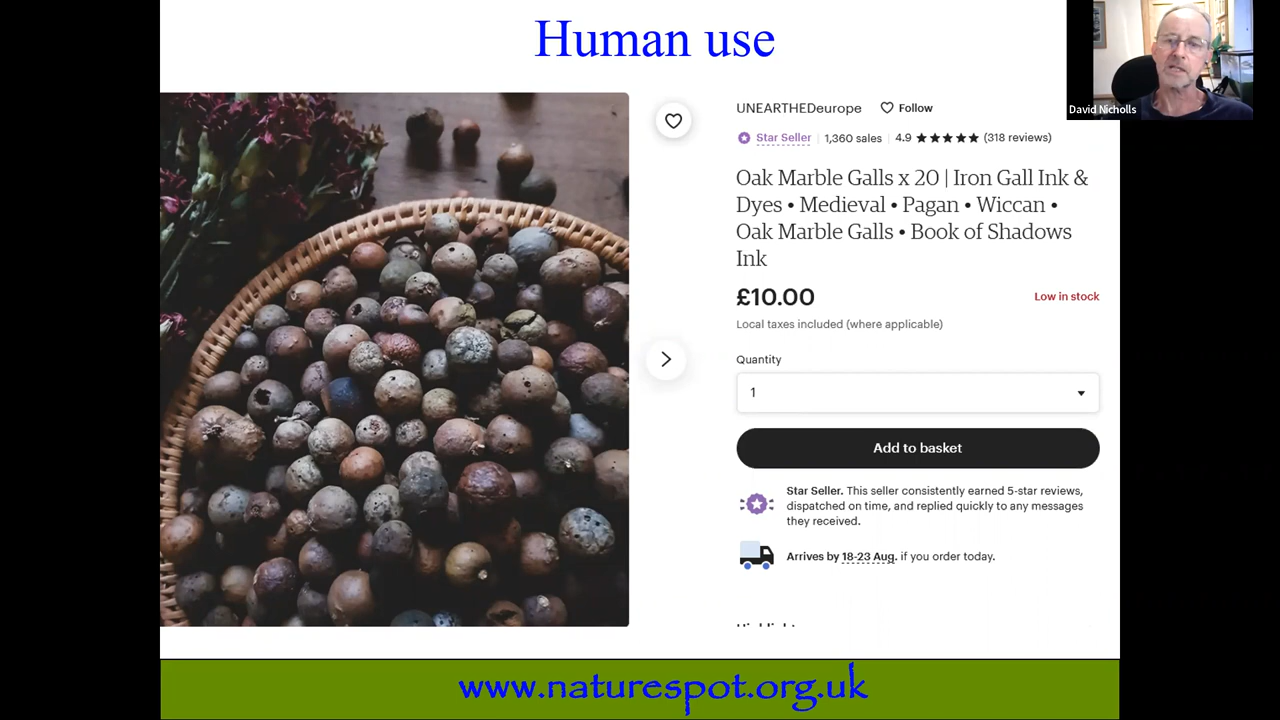 Human use
David Nicholls
UNEARTHEDeurope Follow
Star Seller 1,360 sales 4.9 ★★★★★ (318 reviews)
Oak Marble Galls x 20 | Iron Gall Ink &
Dyes • Medieval • Pagan • Wiccan •
Oak Marble Galls • Book of Shadows
Ink
£10.00 Low in stock
Local taxes included (where applicable)
Quantity
1
Add to basket
Star Seller. This seller consistently earned 5-star reviews,
dispatched on time, and replied quickly to any messages
they received.
Arrives by 18-23 Aug. if you order today.
www.naturespot.org.uk